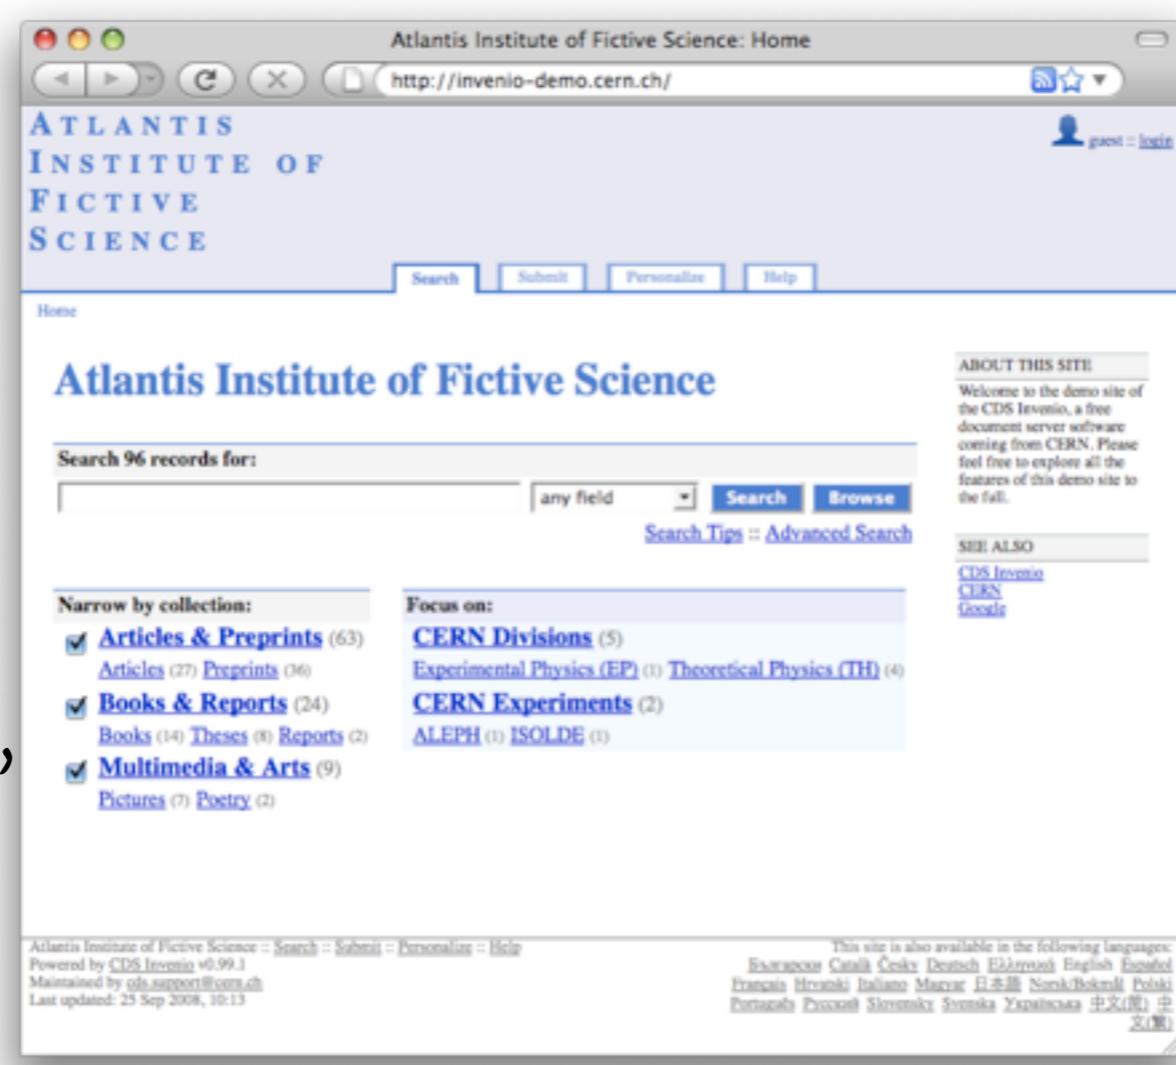 Atlantis Institute of Fictive Science: Home
http://invenio-demo.cern.ch/
ATLANTIS
INSTITUTE OF
FICTIVE
SCIENCE
guest :: login
Search Submit Personalize Help
Home
Atlantis Institute of Fictive Science
Search 96 records for:
any field Search Browse
Search Tips :: Advanced Search
Narrow by collection:
Articles & Preprints (63)
Articles (27) Preprints (36)
Books & Reports (24)
Books (14) Theses (8) Reports (2)
Multimedia & Arts (9)
Pictures (7) Poetry (2)
Focus on:
CERN Divisions (5)
Experimental Physics (EP) (1) Theoretical Physics (TH) (4)
CERN Experiments (2)
ALEPH (1) ISOLDE (1)
ABOUT THIS SITE
Welcome to the demo site of
the CDS Invenio, a free
document server software
coming from CERN. Please
feel free to explore all the
features of this demo site to
the full.
SEE ALSO
CDS Invenio
CERN
Google
,
Atlantis Institute of Fictive Science :: Search :: Submit :: Personalize :: Help
Powered by CDS Invenio v0.99.1
Maintained by cds.support@cern.ch
Last updated: 25 Sep 2008, 10:13
This site is also available in the following languages:
Български Català Česky Deutsch Ελληνικά English Español
Français Hrvatski Italiano Magyar 日本語 Norsk/Bokmål Polski
Português Русский Slovensky Svenska Українська 中文(简) 中
文(繁)